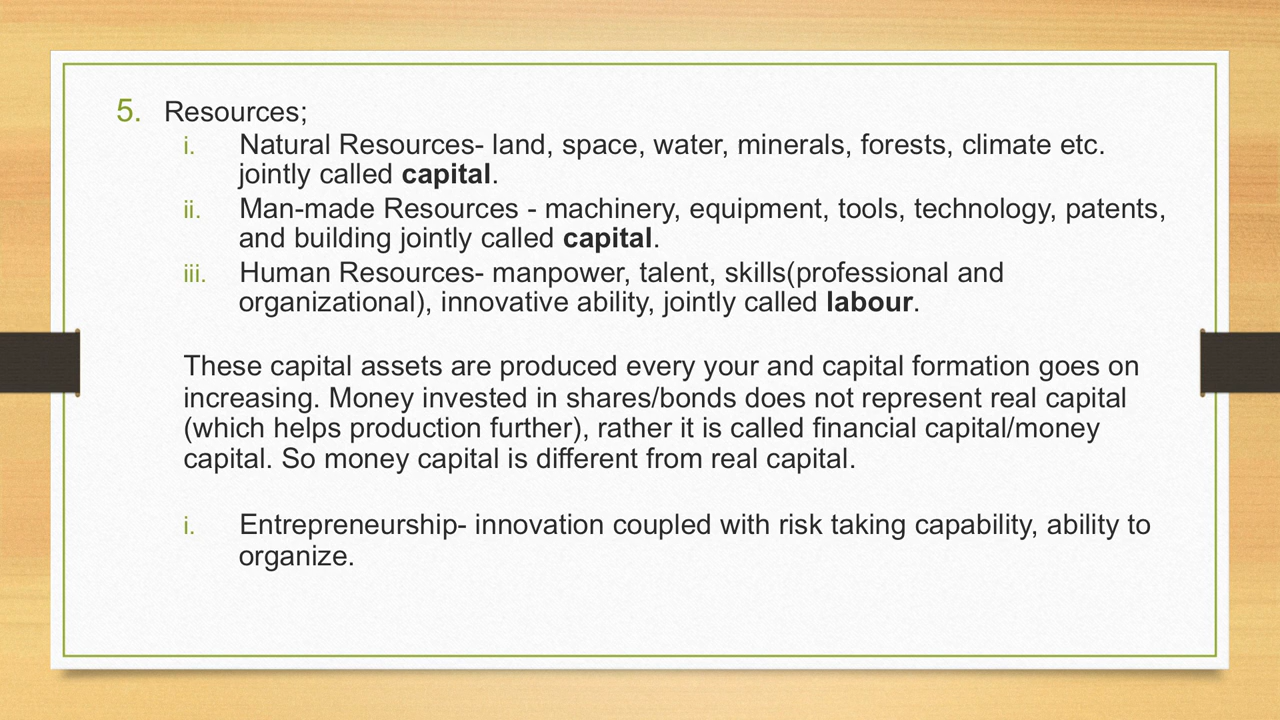 5. Resources;
i. Natural Resources- land, space, water, minerals, forests, climate etc.
jointly called capital.
ii. Man-made Resources - machinery, equipment, tools, technology, patents,
and building jointly called capital.
iii. Human Resources- manpower, talent, skills(professional and
organizational), innovative ability, jointly called labour.
These capital assets are produced every your and capital formation goes on
increasing. Money invested in shares/bonds does not represent real capital
(which helps production further), rather it is called financial capital/money
capital. So money capital is different from real capital.
i. Entrepreneurship- innovation coupled with risk taking capability, ability to
organize.